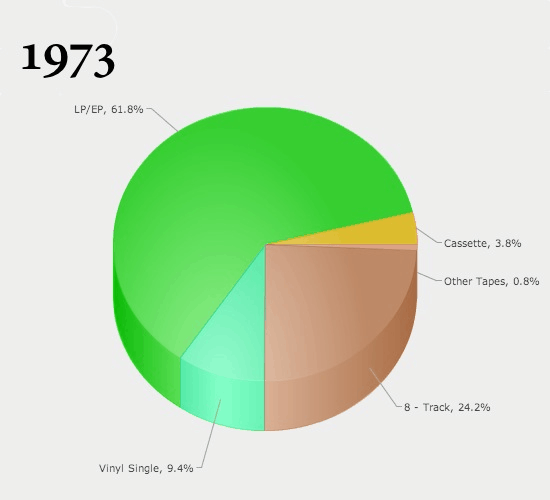 1973
LP/EP, 61.8%
Cassette, 3.8%
Other Tapes, 0.8%
8 - Track, 24.2%
Vinyl Single, 9.4%